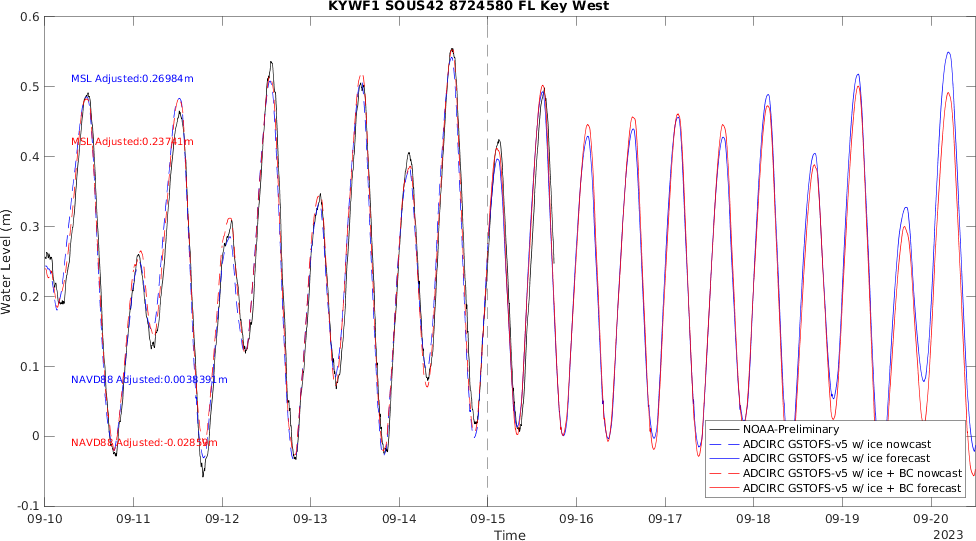 KYWF1 SOUS42 8724580 FL Key West
Water Level (m)
0.6
0.5
0.4
0.3
0.2
0.1
0
-0.1
MSL Adjusted:0.26984m
MSL Adjusted:0.23741m
NAVD88 Adjusted:0.0038391m
NAVD88 Adjusted:-0.02859m
NOAA-Preliminary
ADCIRC GSTOFS-v5 w/ ice nowcast
ADCIRC GSTOFS-v5 w/ ice forecast
ADCIRC GSTOFS-v5 w/ ice + BC nowcast
ADCIRC GSTOFS-v5 w/ ice + BC forecast
09-10 09-11 09-12 09-13 09-14 09-15 09-16 09-17 09-18 09-19 09-20
Time
2023